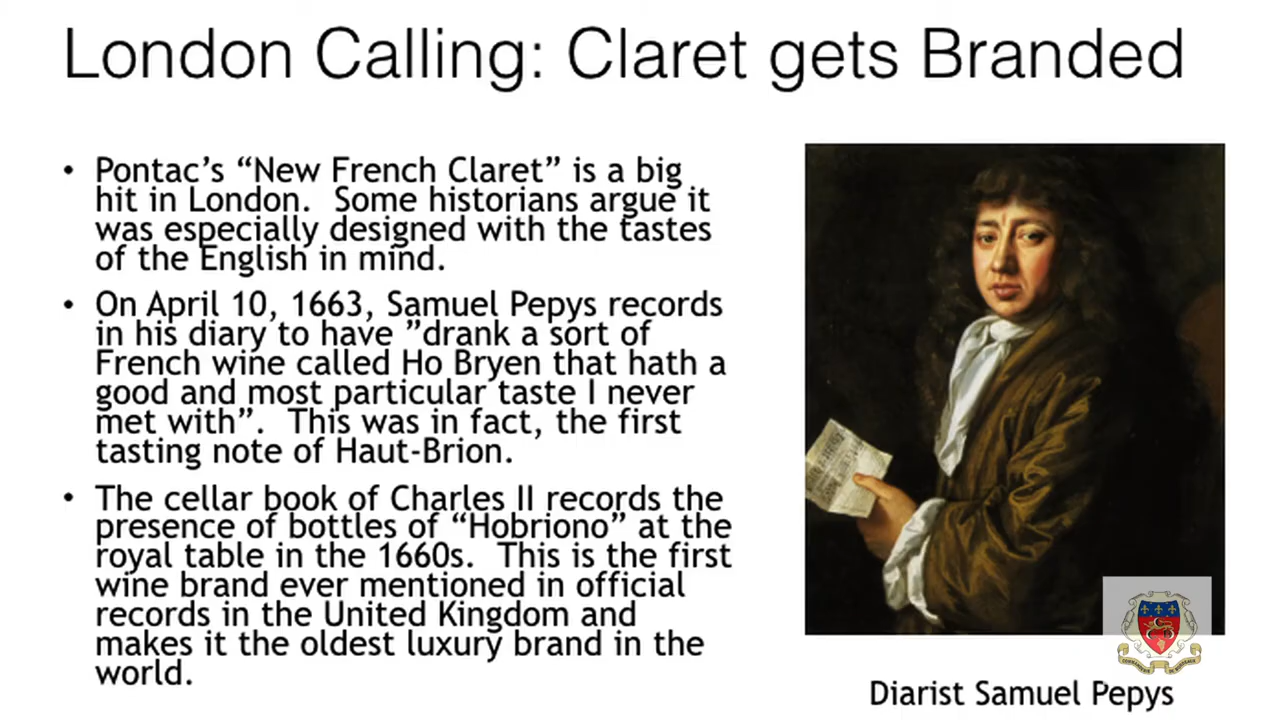 London Calling: Claret gets Branded
• Pontac’s “New French Claret” is a big
hit in London. Some historians argue it
was especially designed with the tastes
of the English in mind.
• On April 10, 1663, Samuel Pepys records
in his diary to have ”drank a sort of
French wine called Ho Bryen that hath a
good and most particular taste I never
met with”. This was in fact, the first
tasting note of Haut-Brion.
• The cellar book of Charles II records the
presence of bottles of “Hobriono” at the
royal table in the 1660s. This is the first
wine brand ever mentioned in official
records in the United Kingdom and
makes it the oldest luxury brand in the
world.
Diarist Samuel Pepys